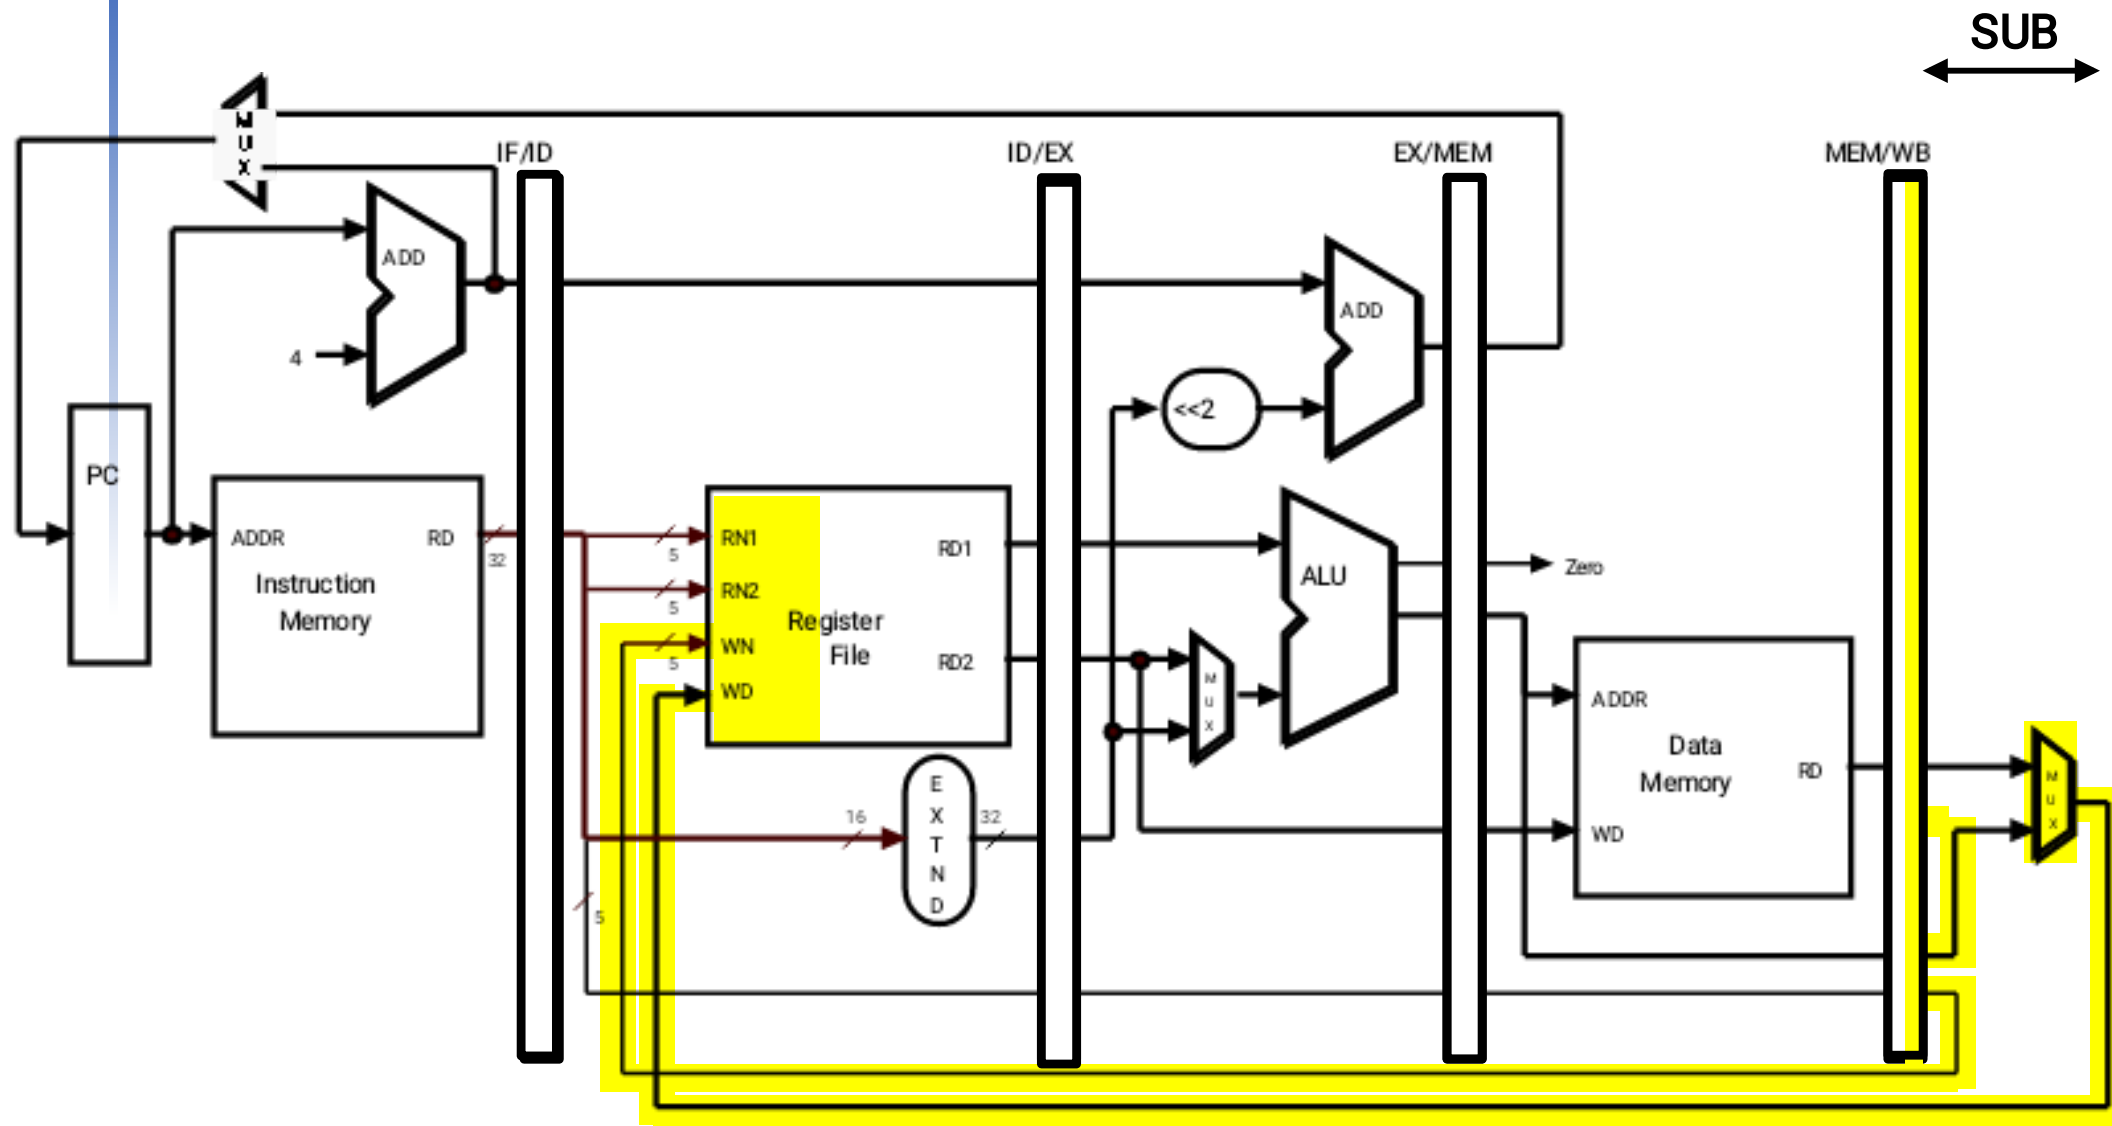 SUB
M
U
X
IF/ID
ID/EX
EX/MEM
MEM/WB
ADD
4
ADD
<<2
PC
ADDR
RD
32
Instruction
Memory
5
RN1
5
RN2
5
WN
WD
Register
File
RD1
RD2
ALU
Zero
M
U
X
ADDR
Data
Memory
RD
WD
M
U
X
16
E
X
T
N
D
32
5